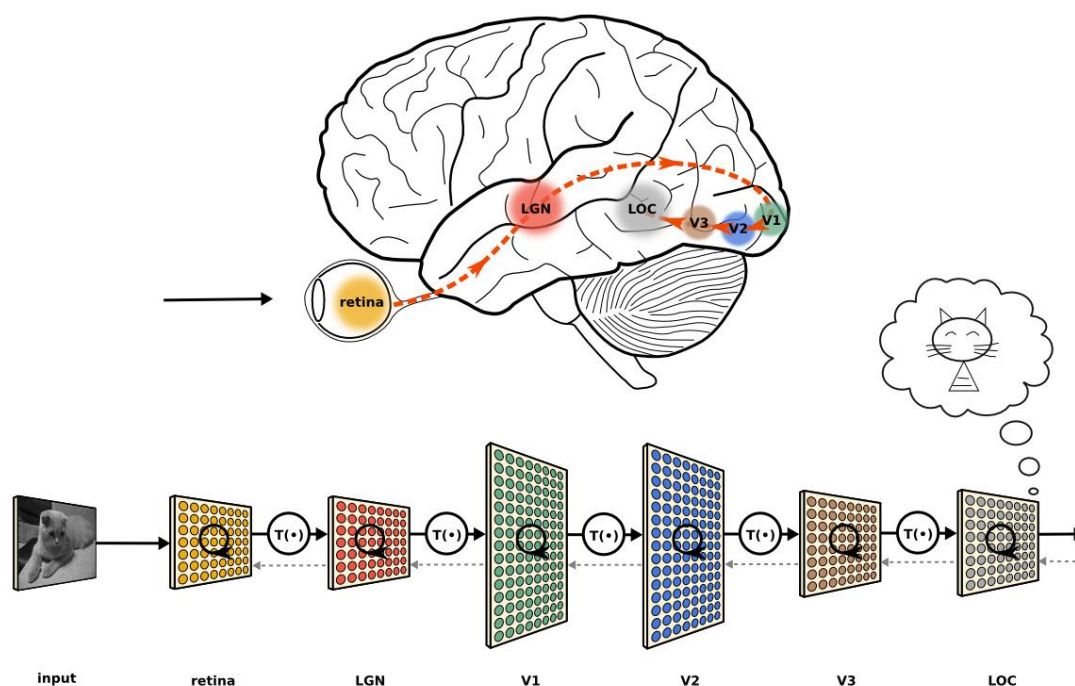 LGN
LOC
V3
V2
V1
retina
T(•)
T(•)
T(•)
T(•)
T(•)
input
retina
LGN
V1
V2
V3
LOC